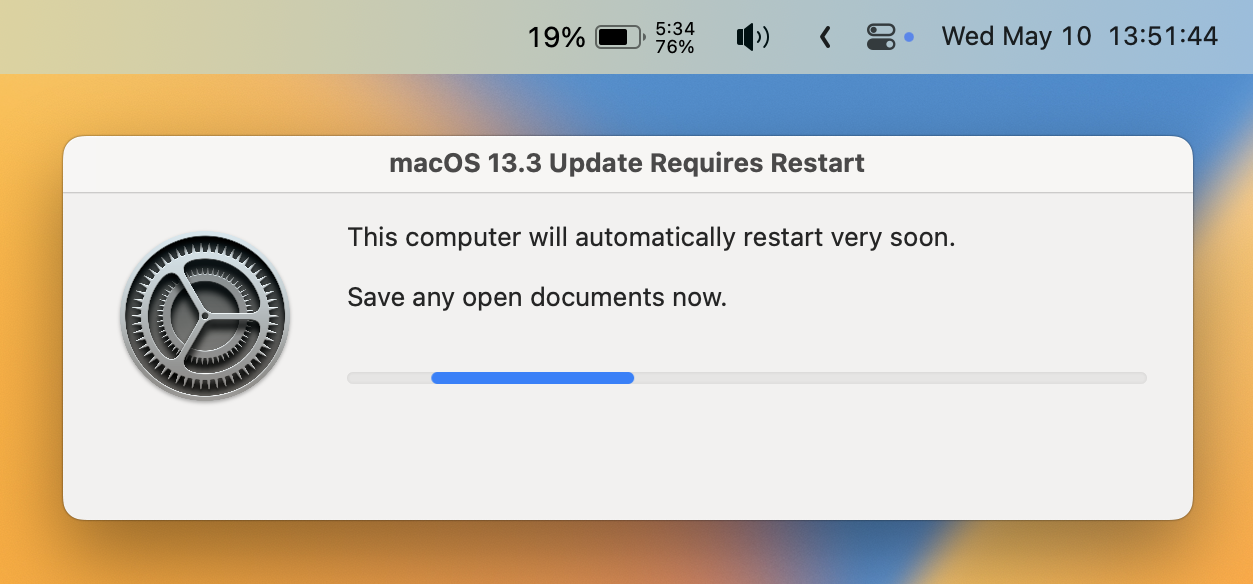 19% 5:34 Wed May 10 13:51:44
76%
macOS 13.3 Update Requires Restart
This computer will automatically restart very soon.
Save any open documents now.